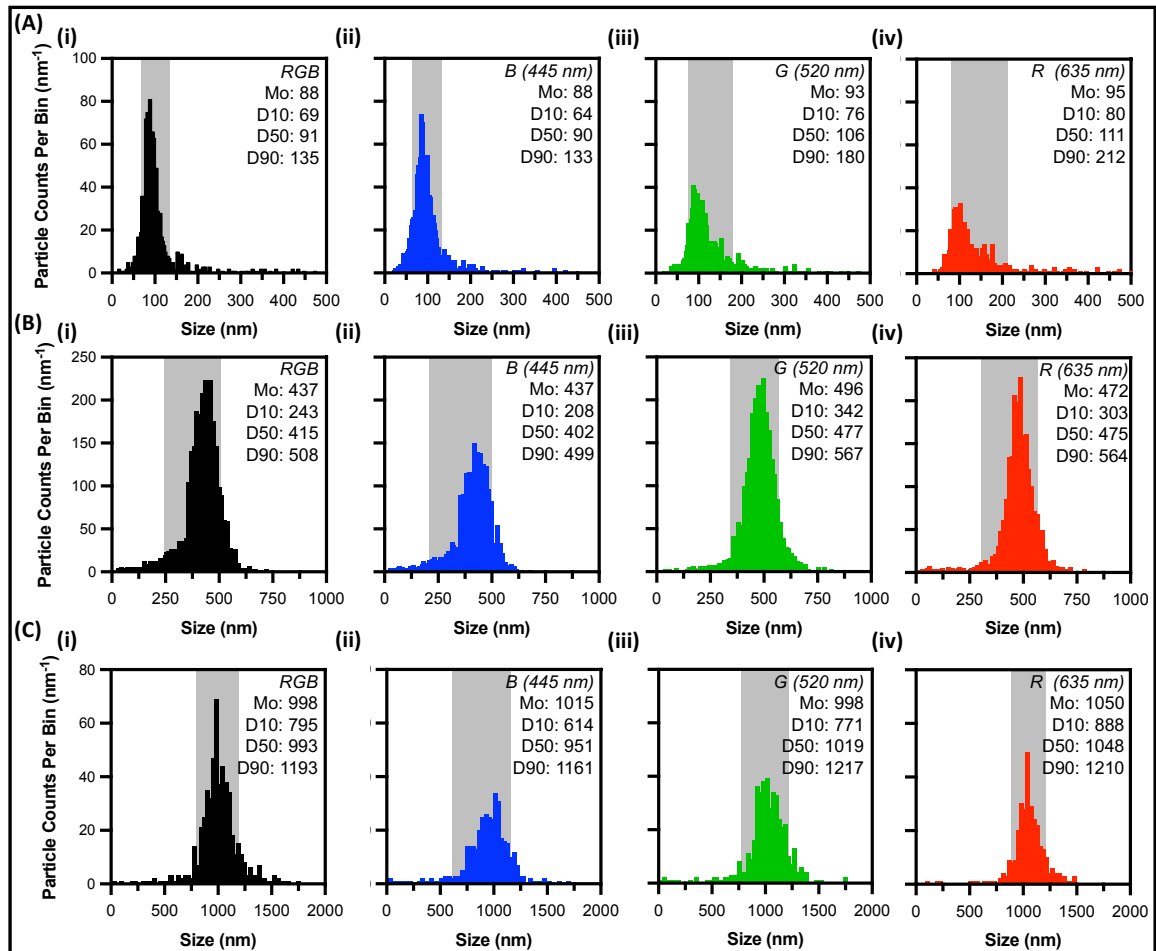 (A)
(i)
(ii)
(iii)
(iv)
Particle Counts Per Bin (nm-1)
100
80
60
40
20
0
RGB
Mo: 88
D10: 69
D50: 91
D90: 135
0 100 200 300 400 500
Size (nm)
B (445 nm)
Mo: 88
D10: 64
D50: 90
D90: 133
0 100 200 300 400 500
Size (nm)
G (520 nm)
Mo: 93
D10: 76
D50: 106
D90: 180
0 100 200 300 400 500
Size (nm)
R (635 nm)
Mo: 95
D10: 80
D50: 111
D90: 212
0 100 200 300 400 500
Size (nm)
(B)
(i)
(ii)
(iii)
(iv)
Particle Counts Per Bin (nm-1)
250
200
150
100
50
0
RGB
Mo: 437
D10: 243
D50: 415
D90: 508
0 250 500 750 1000
Size (nm)
B (445 nm)
Mo: 437
D10: 208
D50: 402
D90: 499
0 250 500 750 1000
Size (nm)
G (520 nm)
Mo: 496
D10: 342
D50: 477
D90: 567
0 250 500 750 1000
Size (nm)
R (635 nm)
Mo: 472
D10: 303
D50: 475
D90: 564
0 250 500 750 1000
Size (nm)
(C)
(i)
(ii)
(iii)
(iv)
Particle Counts Per Bin (nm-1)
80
60
40
20
0
RGB
Mo: 998
D10: 795
D50: 993
D90: 1193
0 500 1000 1500 2000
Size (nm)
B (445 nm)
Mo: 1015
D10: 614
D50: 951
D90: 1161
0 500 1000 1500 2000
Size (nm)
G (520 nm)
Mo: 998
D10: 771
D50: 1019
D90: 1217
0 500 1000 1500 2000
Size (nm)
R (635 nm)
Mo: 1050
D10: 888
D50: 1048
D90: 1210
0 500 1000 1500 2000
Size (nm)